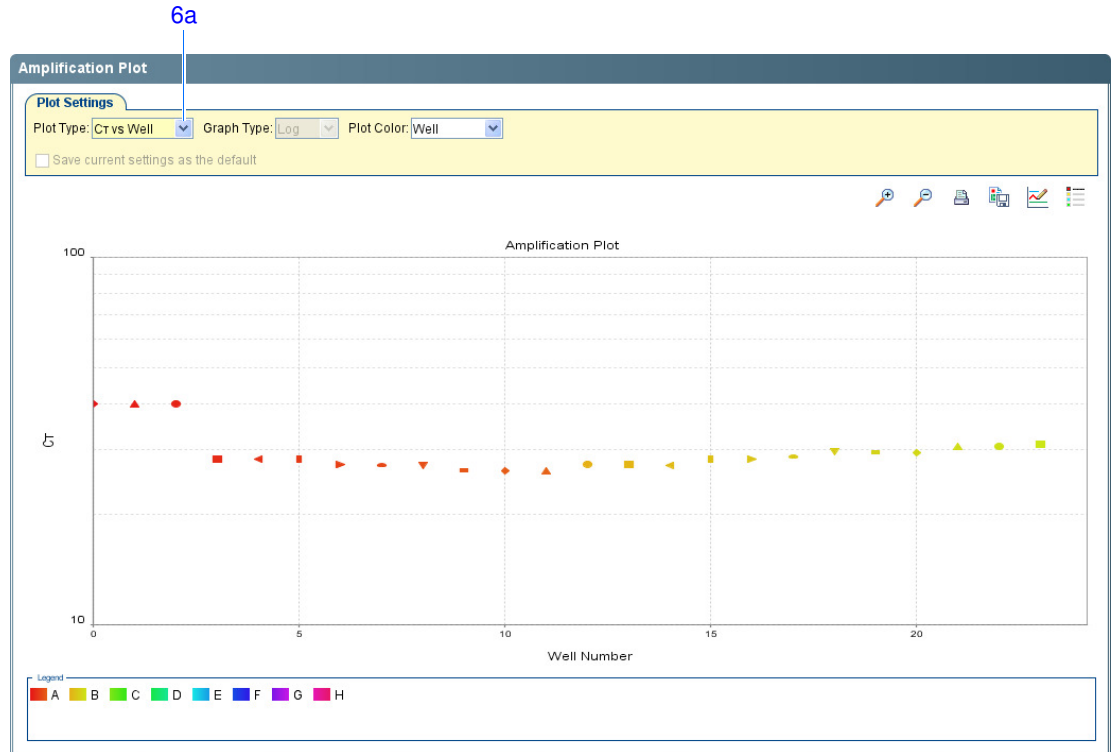 6a
Amplification Plot
Plot Settings
Plot Type: CT vs Well Graph Type: Log Plot Color: Well
Save current settings as the default
Amplification Plot
100
CT
10
0 5 10 15 20
Well Number
Legend
A B C D E F G H